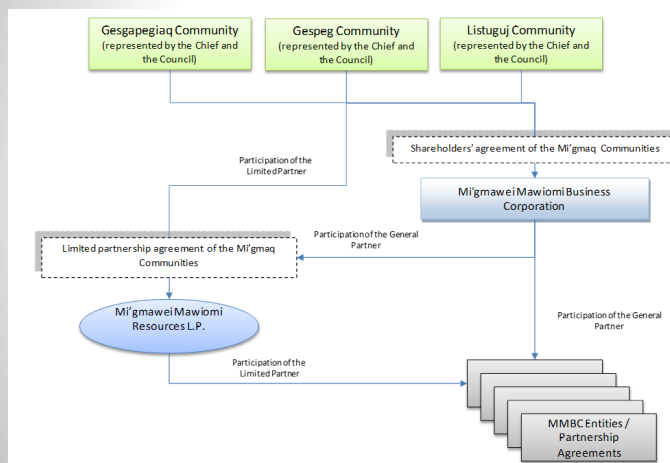 Gesgapegiaq Community
(represented by the Chief and
the Council)
Gespeg Community
(represented by the Chief and
the Council)
Listuguj Community
(represented by the Chief and
the Council)
Shareholders' agreement of the Mi'gmaq Communities
Participation of the
Limited Partner
Mi'gmawei Mawiomi Business
Corporation
Participation of the General
Partner
Limited partnership agreement of the Mi'gmaq
Communities
Mi'gmawei Mawiomi
Resources L.P.
Participation of the General
Partner
Participation of the
Limited Partner
MMBC Entities /
Partnership
Agreements